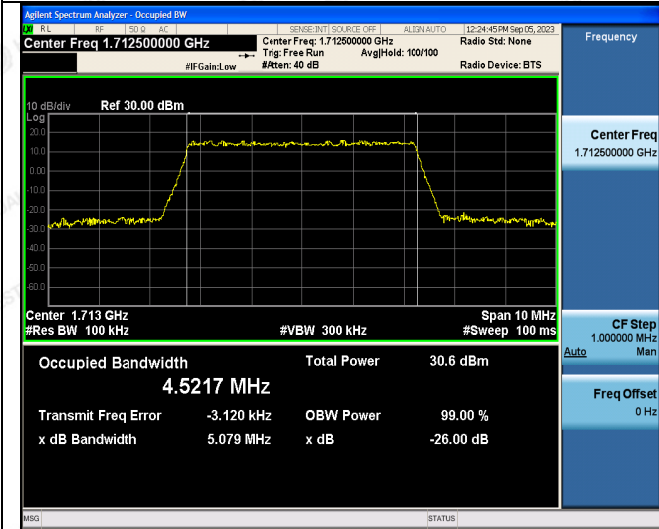 Agilent Spectrum Analyzer - Occupied BW
RL RF 50 Ω AC SENSE:INT SOURCE OFF ALIGN AUTO 12:24:45 PM Sep 05, 2023
Center Freq 1.712500000 GHz Center Freq: 1.712500000 GHz Radio Std: None
Trig: Free Run Avg|Hold: 100/100
#IFGain:Low #Atten: 40 dB Radio Device: BTS
Frequency
10 dB/div Ref 30.00 dBm
Log
20.0
10.0
0.00
-10.0
-20.0
-30.0
-40.0
-50.0
-60.0
Center 1.713 GHz Span 10 MHz
#Res BW 100 kHz #VBW 300 kHz #Sweep 100 ms
Occupied Bandwidth Total Power 30.6 dBm
4.5217 MHz
Transmit Freq Error -3.120 kHz OBW Power 99.00 %
x dB Bandwidth 5.079 MHz x dB -26.00 dB
Center Freq
1.712500000 GHz
CF Step
1.000000 MHz
Auto Man
Freq Offset
0 Hz
MSG STATUS